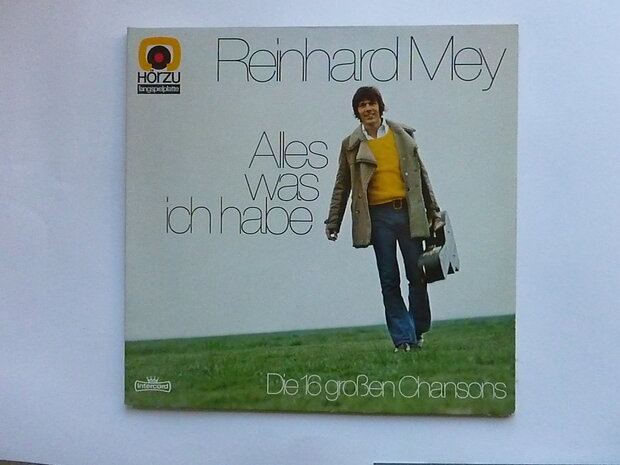 HÖRZU
langspielplatte
Reinhard Mey
Alles
was
ich habe
Die 16 großen Chansons
Intercord